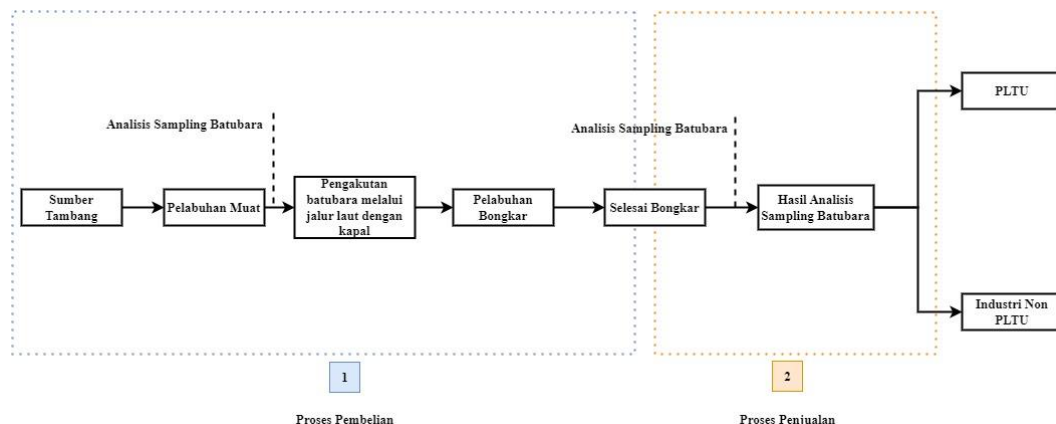 PLTU
Analisis Sampling Batubara
Analisis Sampling Batubara
Sumber
Tambang
Pelabuhan Muat
Pengakutan
batubara melalui
jalur laut dengan
kapal
Pelabuhan
Bongkar
Selesai Bongkar
Hasil Analisis
Sampling Batubara
Industri Non
PLTU
1
2
Proses Pembelian
Proses Penjualan